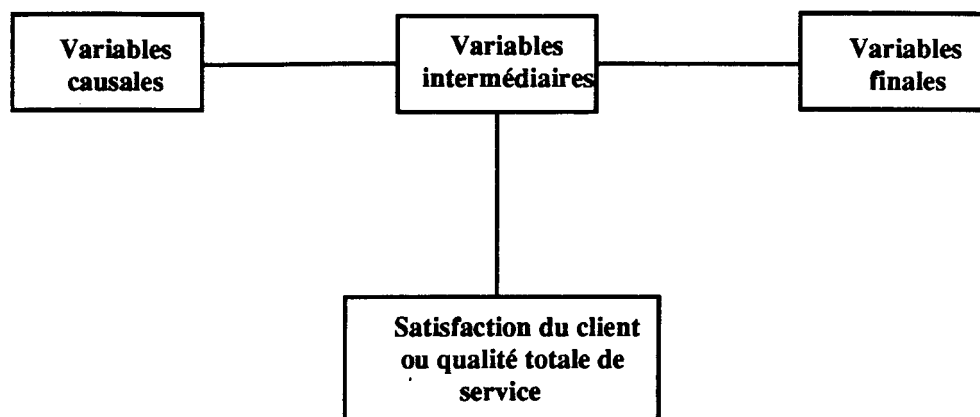 Variables
causales
Variables
intermédiaires
Variables
finales
Satisfaction du client
ou qualité totale de
service